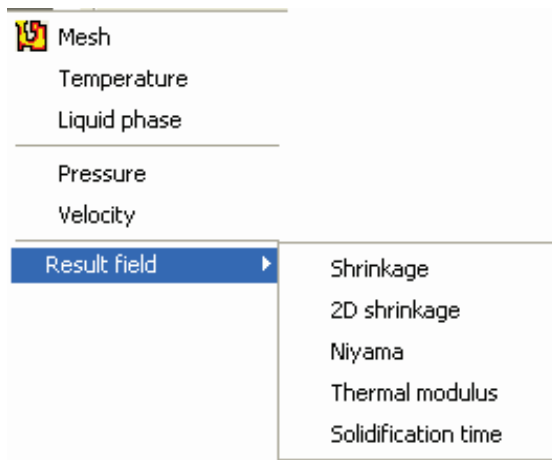 Mesh
Temperature
Liquid phase
Pressure
Velocity
Result field
Shrinkage
2D shrinkage
Niyama
Thermal modulus
Solidification time